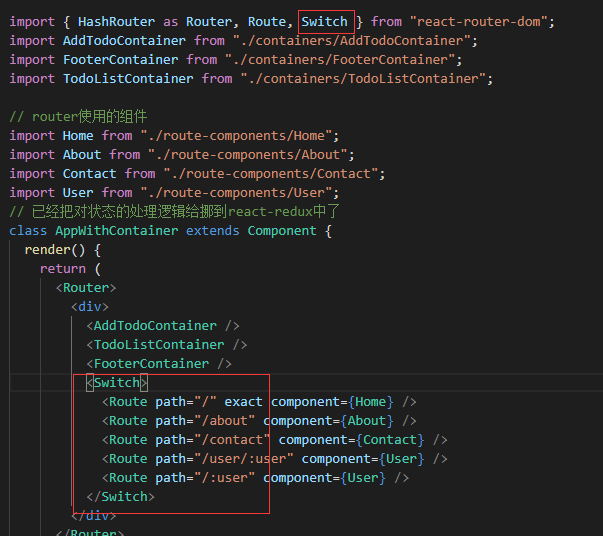 import { HashRouter as Router, Route, Switch } from "react-router-dom";
import AddTodoContainer from "./containers/AddTodoContainer";
import FooterContainer from "./containers/FooterContainer";
import TodoListContainer from "./containers/TodoListContainer";
// router使用的组件
import Home from "./route-components/Home";
import About from "./route-components/About";
import Contact from "./route-components/Contact";
import User from "./route-components/User";
// 已经把对状态的处理逻辑给挪到react-redux中了
class AppWithContainer extends Component {
render() {
return (
<Router>
<div>
<AddTodoContainer />
<TodoListContainer />
<FooterContainer />
<Switch>
<Route path="/" exact component={Home} />
<Route path="/about" component={About} />
<Route path="/contact" component={Contact} />
<Route path="/user/:user" component={User} />
<Route path="/:user" component={User} />
</Switch>
</div>
</Router>